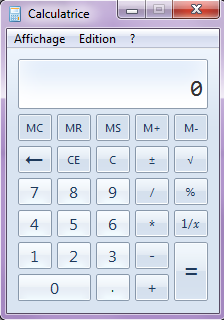 Calculatrice
Affichage Edition ?
0
MC MR MS M+ M-
← CE C ± √
7 8 9 / %
4 5 6 * 1/x
1 2 3 - =
0 . +